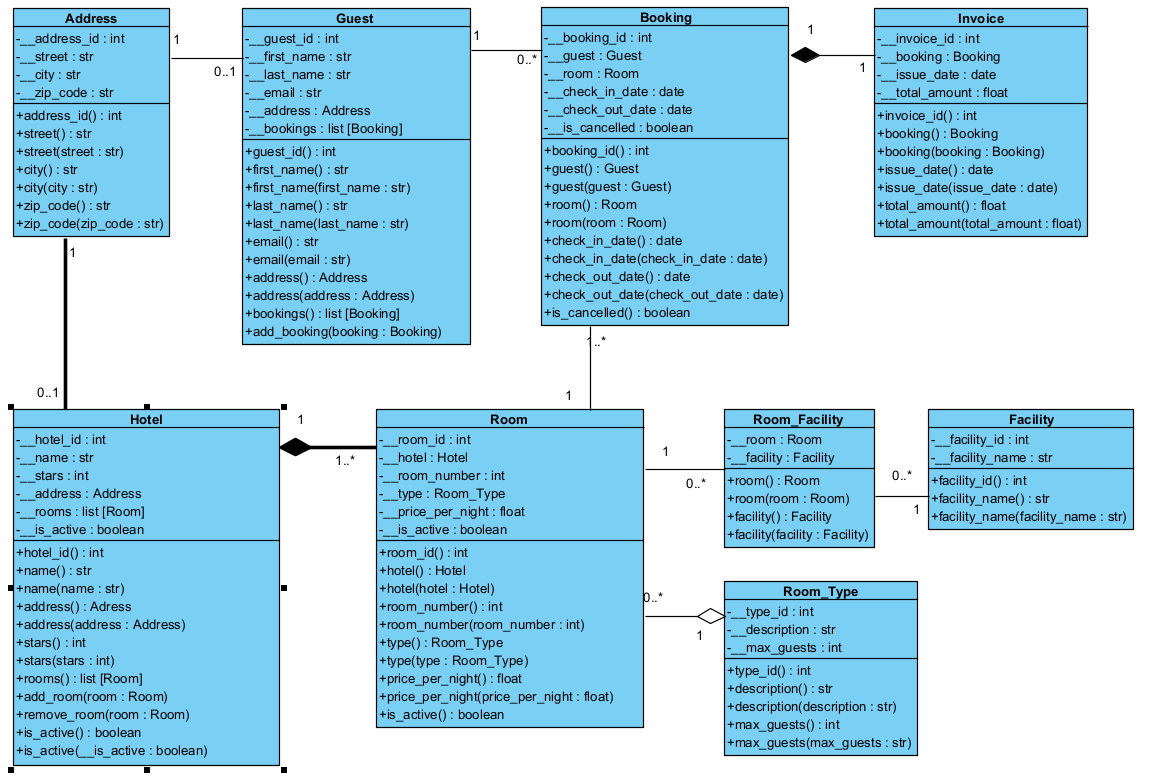 Address
-__address_id : int
-__street : str
-__city : str
-__zip_code : str
+address_id() : int
+street() : str
+street(street : str)
+city() : str
+city(city : str)
+zip_code() : str
+zip_code(zip_code : str)
1
0..1
Guest
-__guest_id : int
-__first_name : str
-__last_name : str
-__email : str
-__address : Address
-__bookings : list [Booking]
+guest_id() : int
+first_name() : str
+first_name(first_name : str)
+last_name() : str
+last_name(last_name : str)
+email() : str
+email(email : str)
+address() : Address
+address(address : Address)
+bookings() : list [Booking]
+add_booking(booking : Booking)
1
0..*
Booking
-__booking_id : int
-__guest : Guest
-__room : Room
-__check_in_date : date
-__check_out_date : date
-__is_cancelled : boolean
+booking_id() : int
+guest() : Guest
+guest(guest : Guest)
+room() : Room
+room(room : Room)
+check_in_date() : date
+check_in_date(check_in_date : date)
+check_out_date() : date
+check_out_date(check_out_date : date)
+is_cancelled() : boolean
1
1
Invoice
-__invoice_id : int
-__booking : Booking
-__issue_date : date
-__total_amount : float
+invoice_id() : int
+booking() : Booking
+booking(booking : Booking)
+issue_date() : date
+issue_date(issue_date : date)
+total_amount() : float
+total_amount(total_amount : float)
1
0..1
1..*
1
Hotel
-__hotel_id : int
-__name : str
-__stars : int
-__address : Address
-__rooms : list [Room]
-__is_active : boolean
+hotel_id() : int
+name() : str
+name(name : str)
+address() : Adress
+address(address : Address)
+stars() : int
+stars(stars : int)
+rooms() : list [Room]
+add_room(room : Room)
+remove_room(room : Room)
+is_active() : boolean
+is_active(__is_active : boolean)
1
1..*
Room
-__room_id : int
-__hotel : Hotel
-__room_number : int
-__type : Room_Type
-__price_per_night : float
-__is_active : boolean
+room_id() : int
+hotel() : Hotel
+hotel(hotel : Hotel)
+room_number() : int
+room_number(room_number : int)
+type() : Room_Type
+type(type : Room_Type)
+price_per_night() : float
+price_per_night(price_per_night : float)
+is_active() : boolean
1
0..*
Room_Facility
-__room : Room
-__facility : Facility
+room() : Room
+room(room : Room)
+facility() : Facility
+facility(facility : Facility)
0..*
1
Facility
-__facility_id : int
-__facility_name : str
+facility_id() : int
+facility_name() : str
+facility_name(facility_name : str)
0..*
1
Room_Type
-__type_id : int
-__description : str
-__max_guests : int
+type_id() : int
+description() : str
+description(description : str)
+max_guests() : int
+max_guests(max_guests : str)